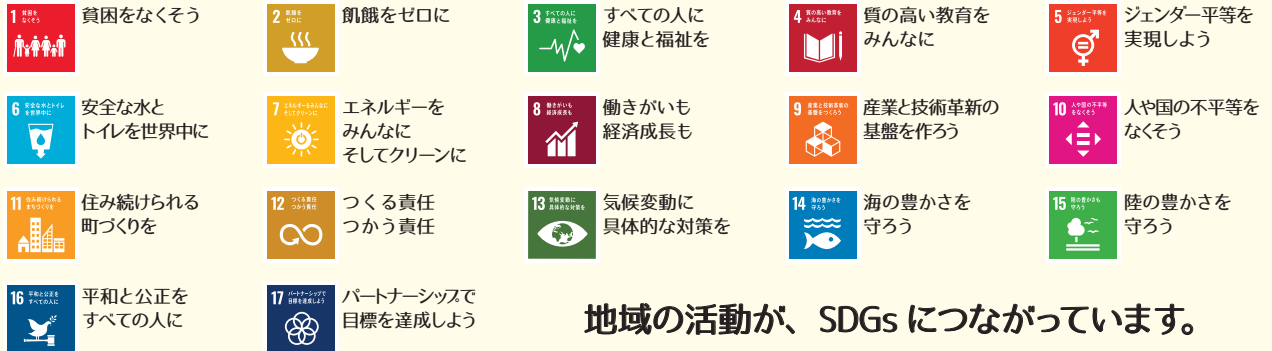 1 貧困を
なくそう
貧困をなくそう
2 飢餓を
ゼロに
飢餓をゼロに
3 すべての人に
健康と福祉を
すべての人に
健康と福祉を
4 質の高い教育を
みんなに
質の高い教育を
みんなに
5 ジェンダー平等を
実現しよう
ジェンダー平等を
実現しよう
6 安全な水とトイレ
を世界中に
安全な水と
トイレを世界中に
7 エネルギーをみんなに
そしてクリーンに
エネルギーを
みんなに
そしてクリーンに
8 働きがいも
経済成長も
働きがいも
経済成長も
9 産業と技術革新の
基盤をつくろう
産業と技術革新の
基盤を作ろう
10 人や国の不平等
をなくそう
人や国の不平等を
なくそう
11 住み続けられる
まちづくりを
住み続けられる
町づくりを
12 つくる責任
つかう責任
つくる責任
つかう責任
13 気候変動に
具体的な対策を
気候変動に
具体的な対策を
14 海の豊かさを
守ろう
海の豊かさを
守ろう
15 陸の豊かさも
守ろう
陸の豊かさを
守ろう
16 平和と公正を
すべての人に
平和と公正を
すべての人に
17 パートナーシップで
目標を達成しよう
パートナーシップで
目標を達成しよう
地域の活動が、SDGsにつながっています。